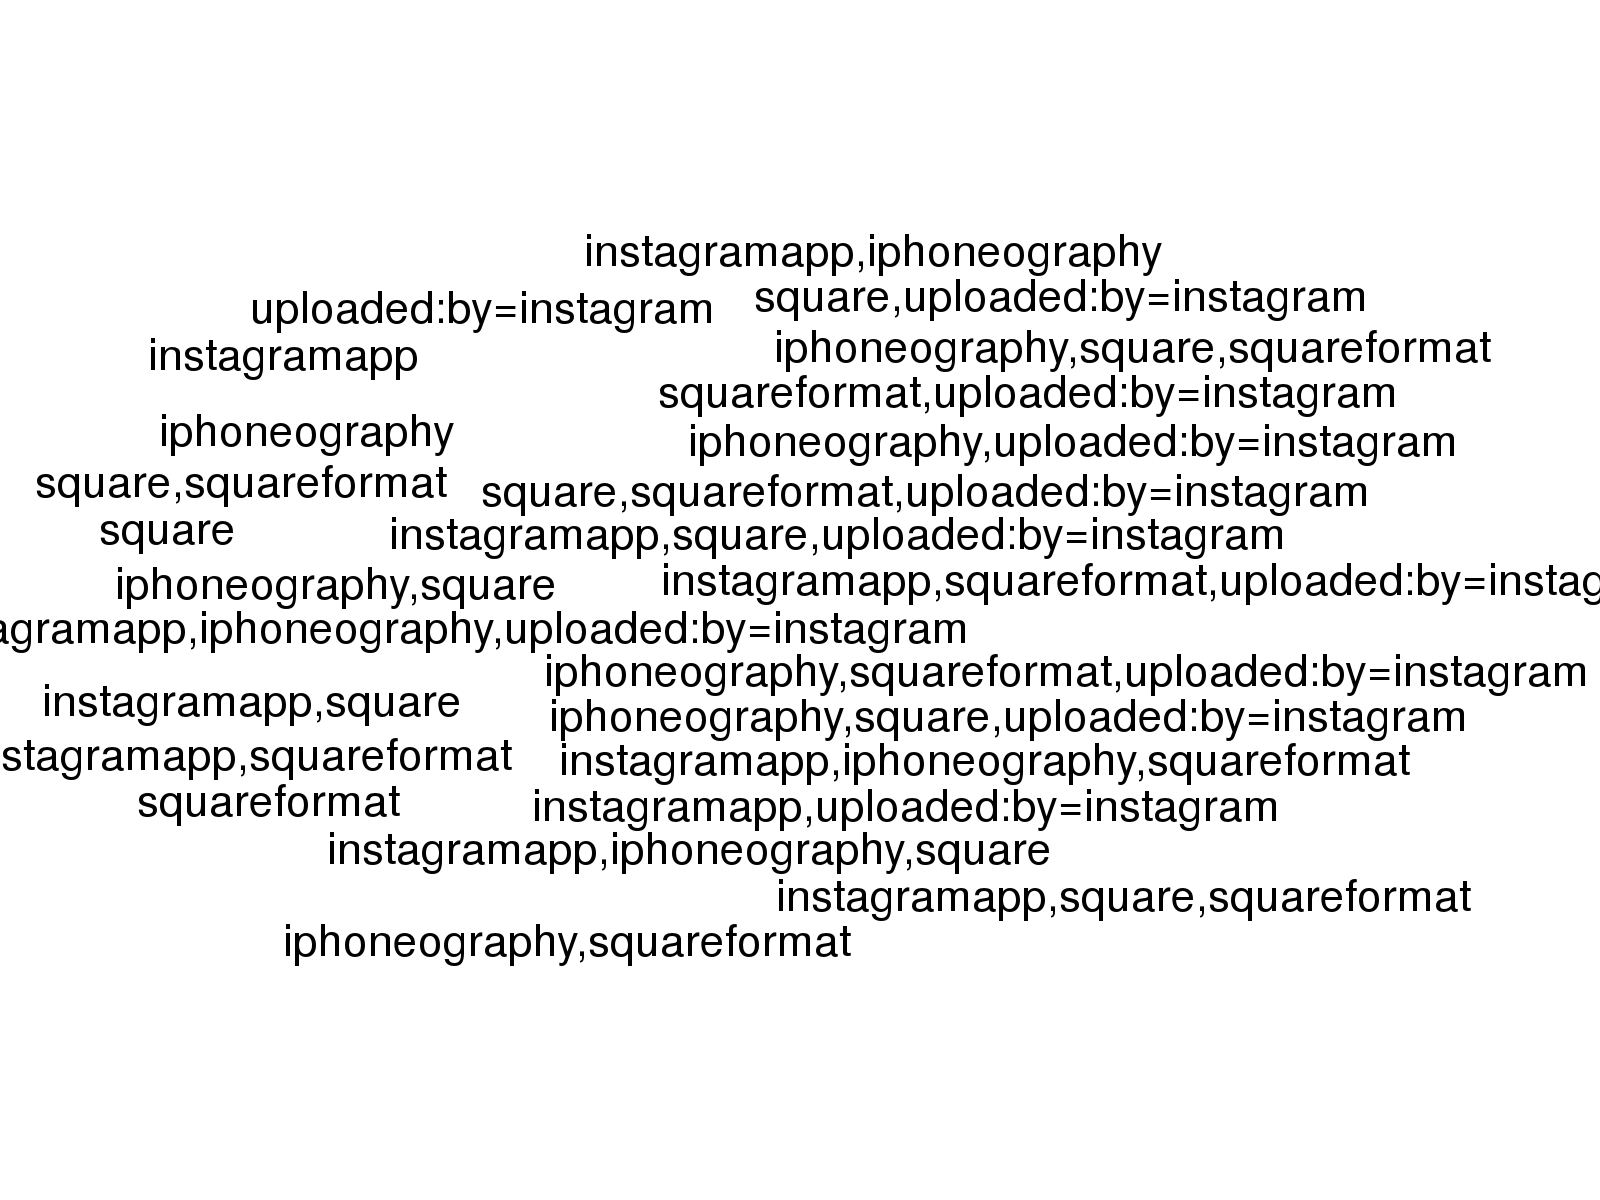 instagramapp,iphoneography
square,uploaded:by=instagram
uploaded:by=instagram
iphoneography,square,squareformat
instagramapp
squareformat,uploaded:by=instagram
iphoneography
iphoneography,uploaded:by=instagram
square,squareformat
square,squareformat,uploaded:by=instagram
square
instagramapp,square,uploaded:by=instagram
iphoneography,square
instagramapp,squareformat,uploaded:by=instag
agramapp,iphoneography,uploaded:by=instagram
iphoneography,squareformat,uploaded:by=instagram
instagramapp,square
iphoneography,square,uploaded:by=instagram
stagramapp,squareformat
instagramapp,iphoneography,squareformat
squareformat
instagramapp,uploaded:by=instagram
instagramapp,iphoneography,square
instagramapp,square,squareformat
iphoneography,squareformat